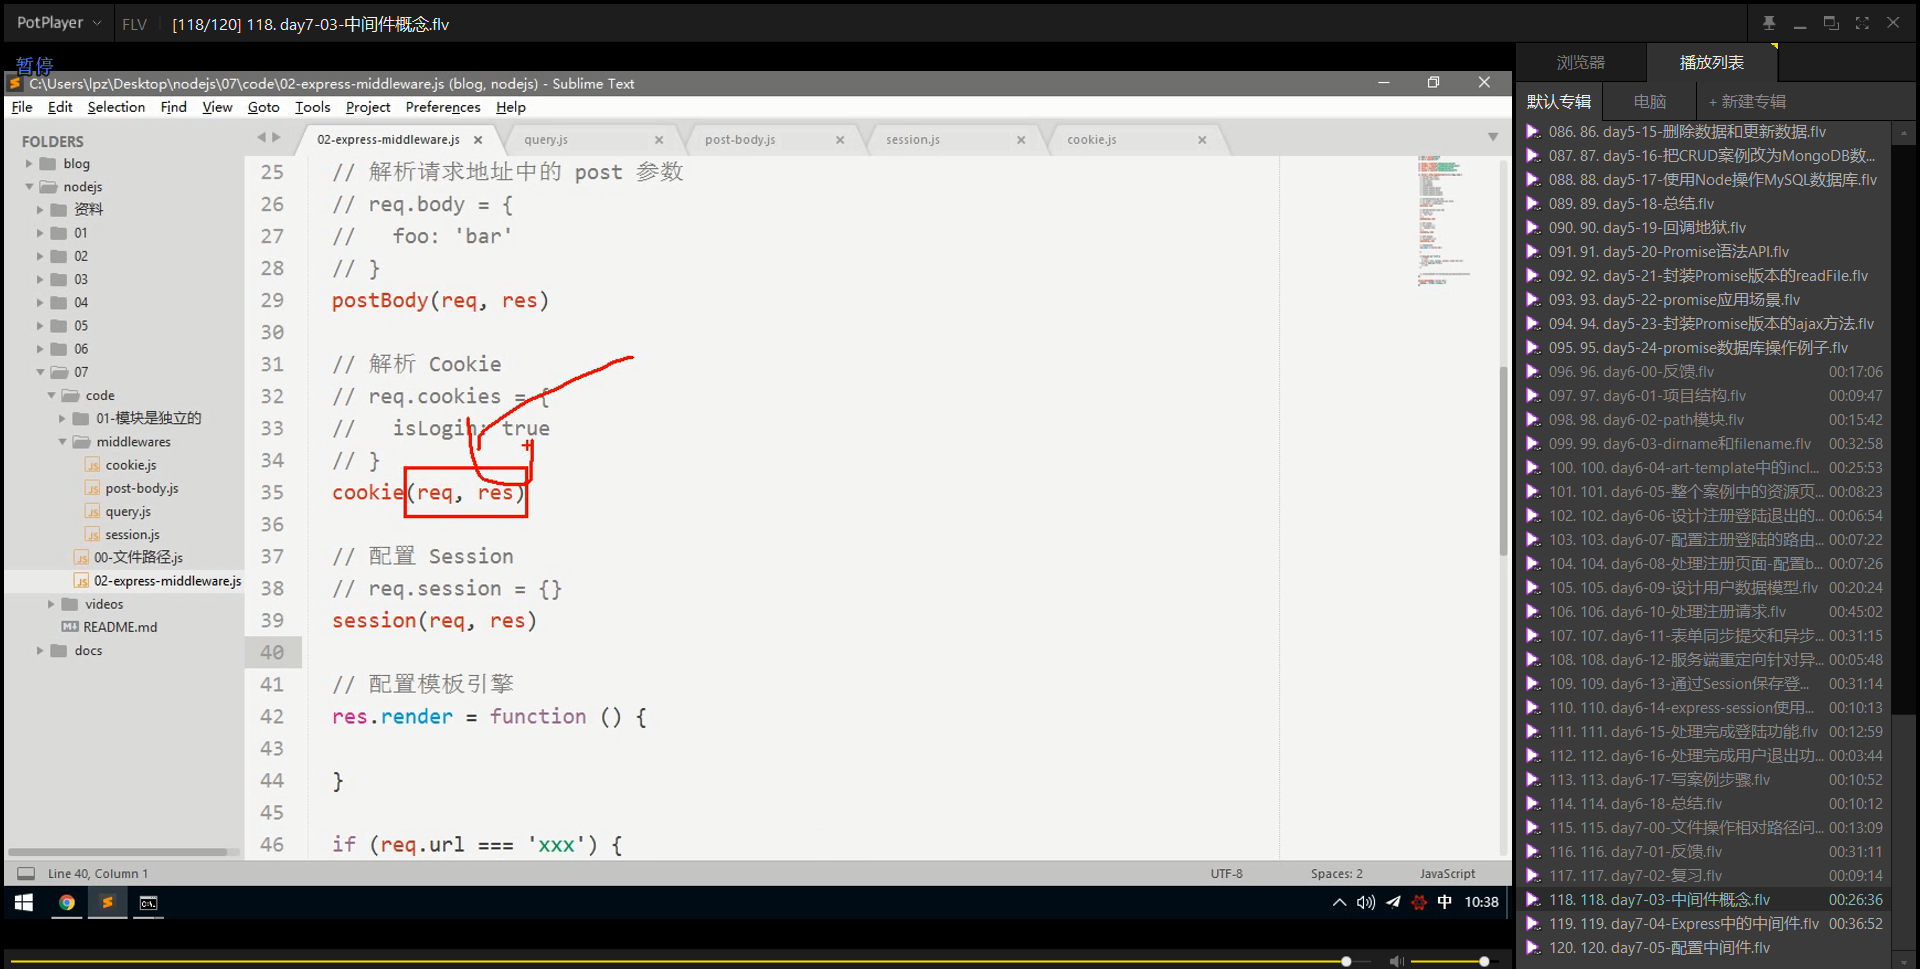 PotPlayer FLV [118/120] 118. day7-03-中间件概念.flv
暂停
C:\Users\lpz\Desktop\nodejs\07\code\02-express-middleware.js (blog, nodejs) - Sublime Text
File Edit Selection Find View Goto Tools Project Preferences Help
FOLDERS
blog
nodejs
资料
01
02
03
04
05
06
07
code
01-模块是独立的
middlewares
cookie.js
post-body.js
query.js
session.js
00-文件路径.js
02-express-middleware.js
videos
README.md
docs
02-express-middleware.js query.js post-body.js session.js cookie.js
25 // 解析请求地址中的 post 参数
26 // req.body = {
27 //   foo: 'bar'
28 // }
29 postBody(req, res)
30
31 // 解析 Cookie
32 // req.cookies = {
33 //   isLogin: true
34 // }
35 cookie(req, res)
36
37 // 配置 Session
38 // req.session = {}
39 session(req, res)
40
41 // 配置模板引擎
42 res.render = function () {
43
44 }
45
46 if (req.url === 'xxx') {
Line 40, Column 1 UTF-8 Spaces: 2 JavaScript
中 10:38
浏览器 播放列表
默认专辑 电脑 + 新建专辑
086. 86. day5-15-删除数据和更新数据.flv
087. 87. day5-16-把CRUD案例改为MongoDB数...
088. 88. day5-17-使用Node操作MySQL数据库.flv
089. 89. day5-18-总结.flv
090. 90. day5-19-回调地狱.flv
091. 91. day5-20-Promise语法API.flv
092. 92. day5-21-封装Promise版本的readFile.flv
093. 93. day5-22-promise应用场景.flv
094. 94. day5-23-封装Promise版本的ajax方法.flv
095. 95. day5-24-promise数据库操作例子.flv
096. 96. day6-00-反馈.flv 00:17:06
097. 97. day6-01-项目结构.flv 00:09:47
098. 98. day6-02-path模块.flv 00:15:42
099. 99. day6-03-dirname和filename.flv 00:32:58
100. 100. day6-04-art-template中的incl... 00:25:53
101. 101. day6-05-整个案例中的资源页... 00:08:23
102. 102. day6-06-设计注册登陆退出的... 00:06:54
103. 103. day6-07-配置注册登陆的路由... 00:07:22
104. 104. day6-08-处理注册页面-配置b... 00:07:26
105. 105. day6-09-设计用户数据模型.flv 00:20:24
106. 106. day6-10-处理注册请求.flv 00:45:02
107. 107. day6-11-表单同步提交和异步... 00:31:15
108. 108. day6-12-服务端重定向针对异... 00:05:48
109. 109. day6-13-通过Session保存登... 00:31:14
110. 110. day6-14-express-session使用... 00:10:13
111. 111. day6-15-处理完成登陆功能.flv 00:12:59
112. 112. day6-16-处理完成用户退出功... 00:03:44
113. 113. day6-17-写案例步骤.flv 00:10:52
114. 114. day6-18-总结.flv 00:10:12
115. 115. day7-00-文件操作相对路径问... 00:13:09
116. 116. day7-01-反馈.flv 00:31:11
117. 117. day7-02-复习.flv 00:09:14
118. 118. day7-03-中间件概念.flv 00:26:36
119. 119. day7-04-Express中的中间件.flv 00:36:52
120. 120. day7-05-配置中间件.flv